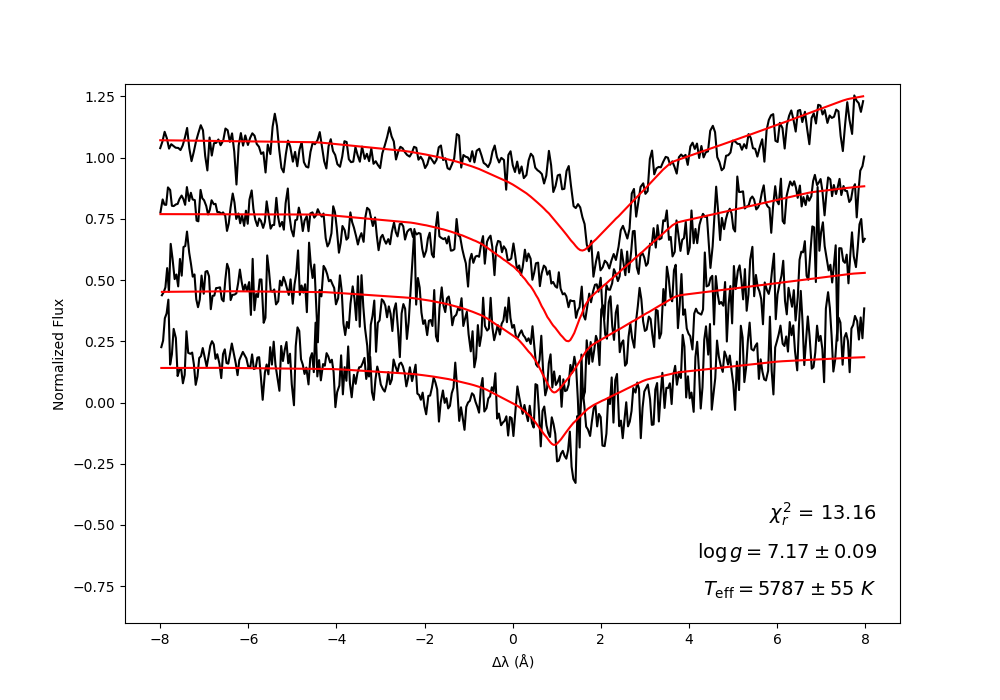 1.25
1.00
0.75
0.50
0.25
0.00
−0.25
−0.50
−0.75
Normalized Flux
χ²ᵣ = 13.16
log g = 7.17 ± 0.09
T_eff = 5787 ± 55 K
−8 −6 −4 −2 0 2 4 6 8
Δλ (Å)